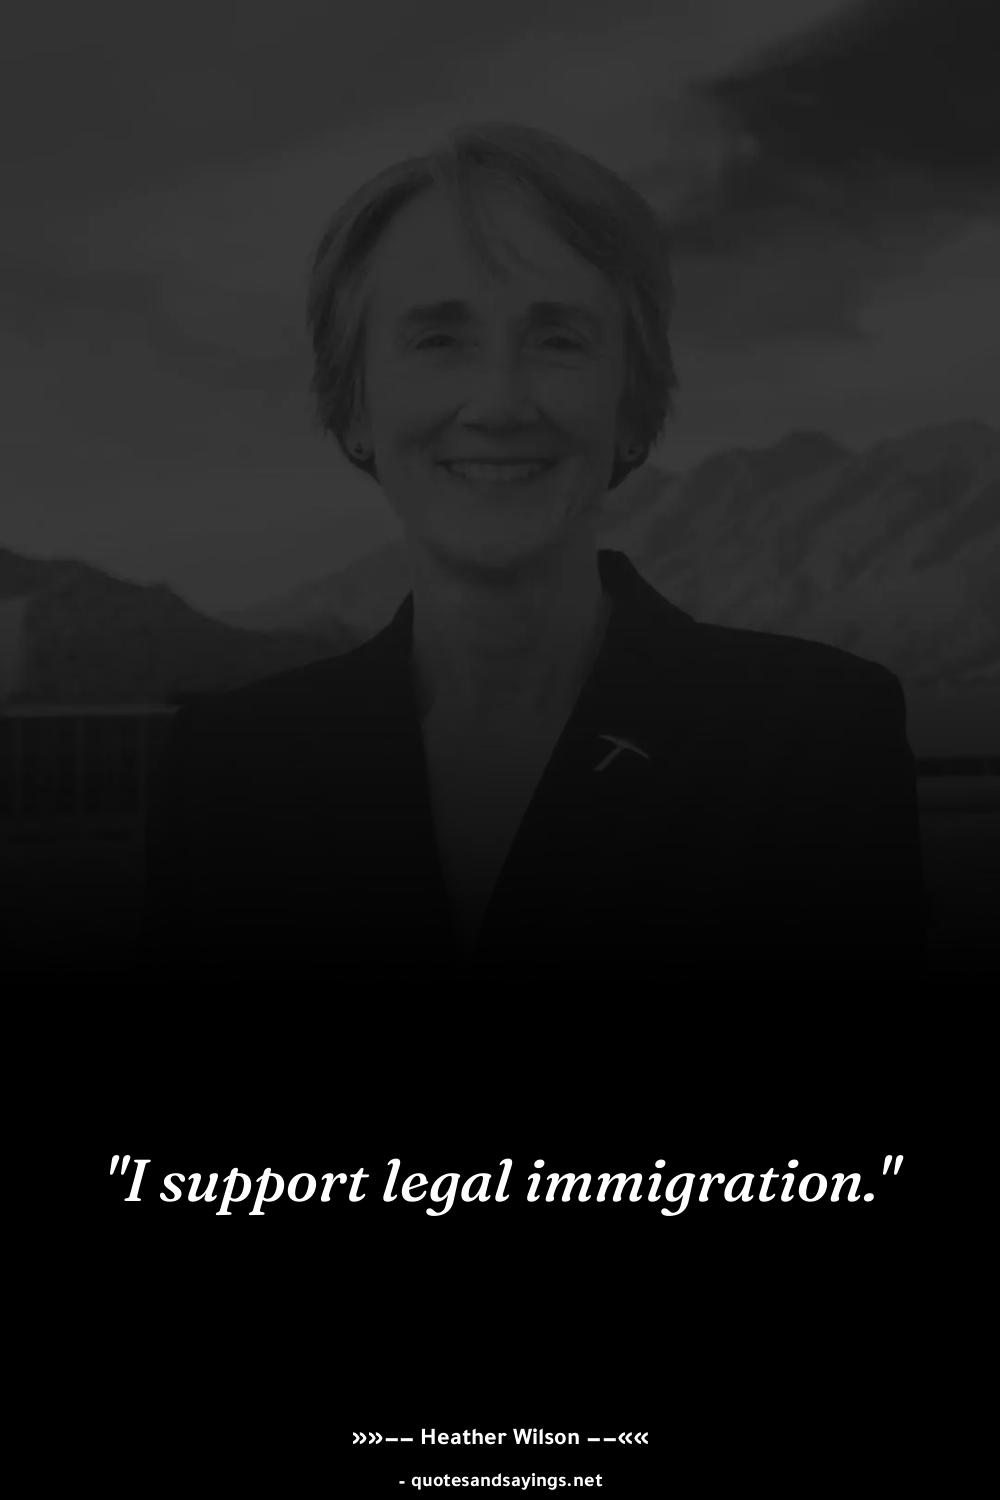 "I support legal immigration."
»»–– Heather Wilson ––««
- quotesandsayings.net